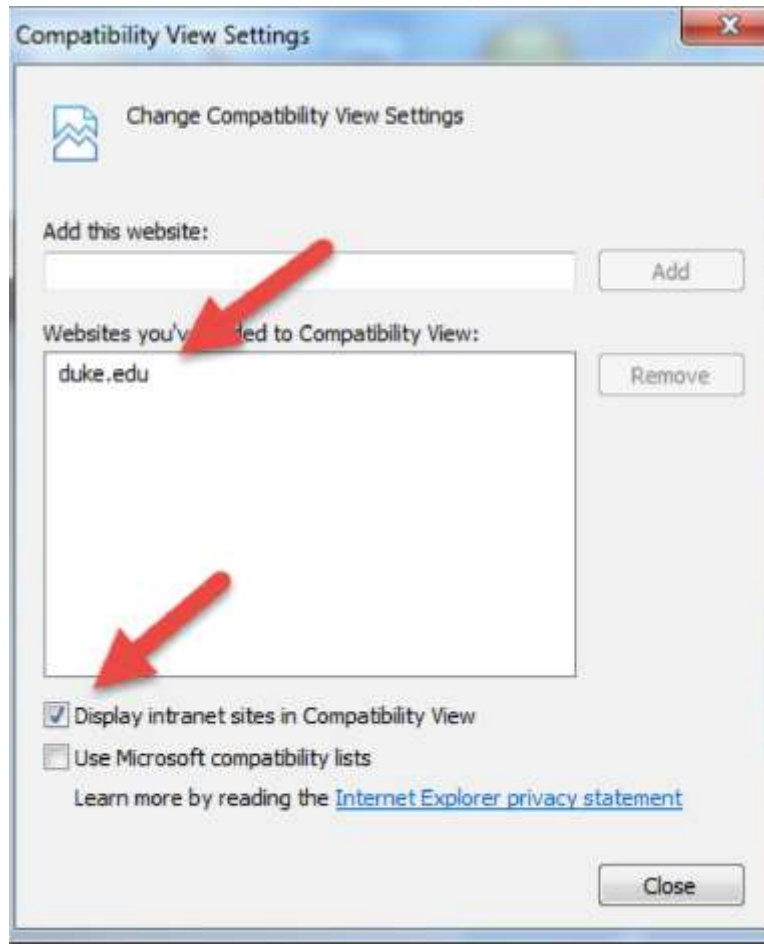 Compatibility View Settings
Change Compatibility View Settings
Add this website:
Add
Websites you've added to Compatibility View:
duke.edu
Remove
Display intranet sites in Compatibility View
Use Microsoft compatibility lists
Learn more by reading the Internet Explorer privacy statement
Close